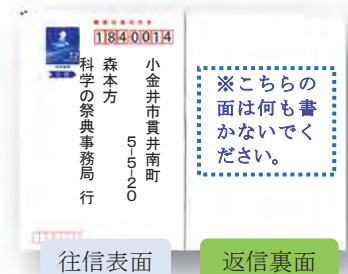 1840014
小金井市貫井南町
5-5-20
森本方
科学の祭典事務局 行
※こちらの
面は何も書
かないでく
ださい。
往信表面
返信裏面